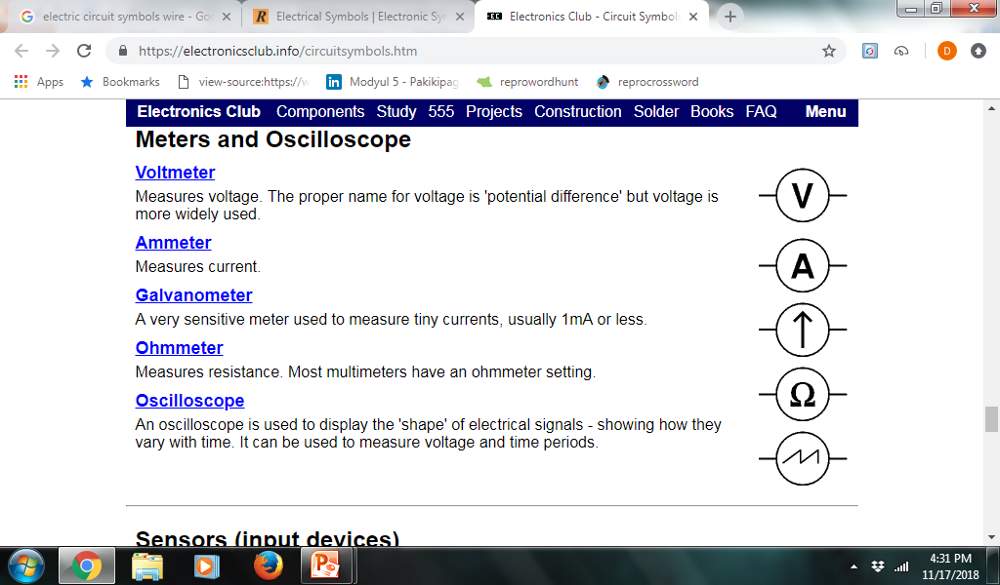 electric circuit symbols wire - Go
Electrical Symbols | Electronic Sy
EC
Electronics Club - Circuit Symbols
https://electronicsclub.info/circuitsymbols.htm
D
Apps
Bookmarks
view-source:https://w
in
Modyul 5 - Pakikipag
reprowordhunt
reprocrossword
Electronics Club Components Study 555 Projects Construction Solder Books FAQ Menu
Meters and Oscilloscope
Voltmeter
Measures voltage. The proper name for voltage is 'potential difference' but voltage is
more widely used.
V
Ammeter
Measures current.
A
Galvanometer
A very sensitive meter used to measure tiny currents, usually 1mA or less.
Ohmmeter
Measures resistance. Most multimeters have an ohmmeter setting.
Ω
Oscilloscope
An oscilloscope is used to display the 'shape' of electrical signals - showing how they
vary with time. It can be used to measure voltage and time periods.
Sensors (input devices)
4:31 PM
11/17/2018